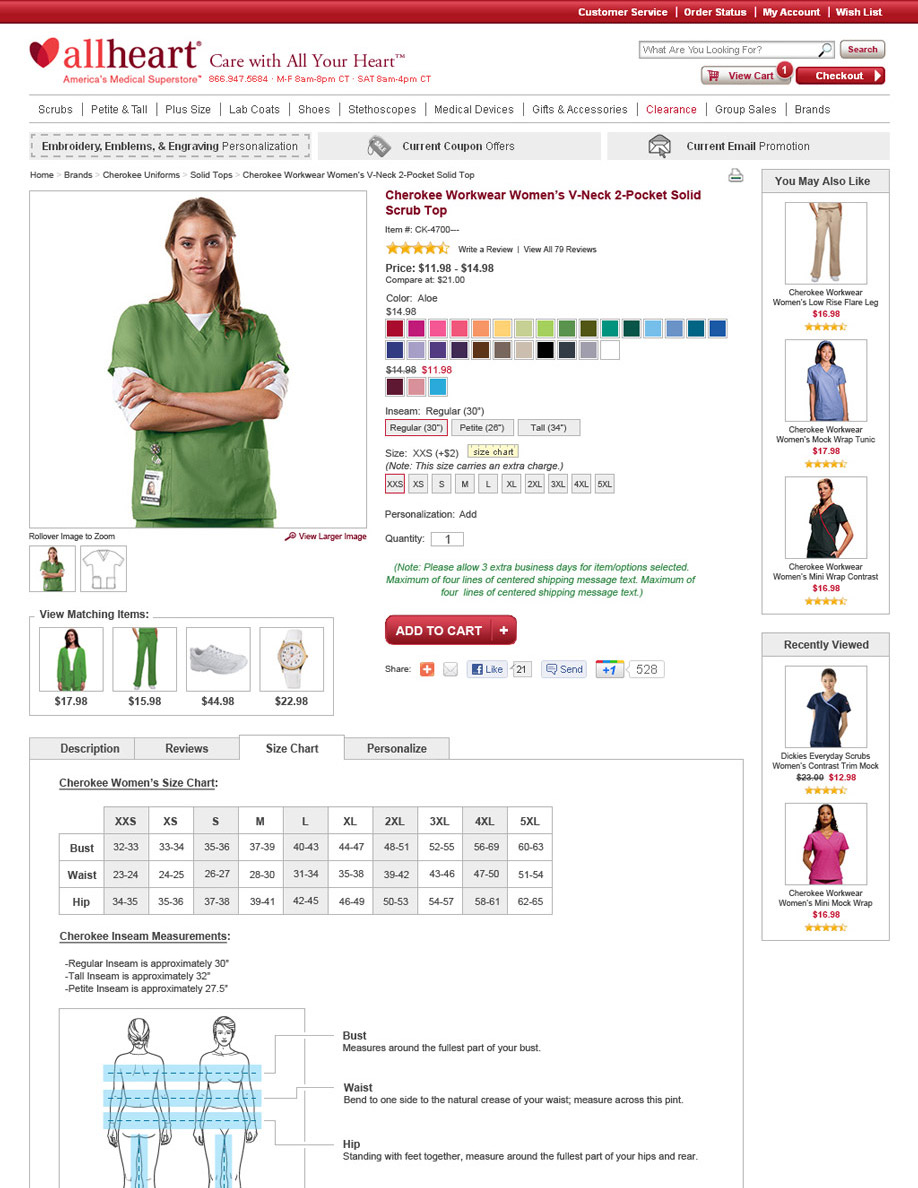 Customer Service | Order Status | My Account | Wish List
allheart® Care with All Your Heart™
America's Medical Superstore™ 866.947.5684 · M-F 8am-8pm CT · SAT 8am-4pm CT
What Are You Looking For? Search
View Cart 1 Checkout
Scrubs | Petite & Tall | Plus Size | Lab Coats | Shoes | Stethoscopes | Medical Devices | Gifts & Accessories | Clearance | Group Sales | Brands
Embroidery, Emblems, & Engraving Personalization
Current Coupon Offers
Current Email Promotion
Home > Brands > Cherokee Uniforms > Solid Tops > Cherokee Workwear Women's V-Neck 2-Pocket Solid Top
Rollover Image to Zoom
View Larger Image
View Matching Items:
$17.98 $15.98 $44.98 $22.98
Cherokee Workwear Women's V-Neck 2-Pocket Solid
Scrub Top
Item #: CK-4700---
Write a Review | View All 79 Reviews
Price: $11.98 - $14.98
Compare at: $21.00
Color: Aloe
$14.98
$14.98 $11.98
Inseam: Regular (30")
Regular (30") Petite (26") Tall (34")
Size: XXS (+$2) size chart
(Note: This size carries an extra charge.)
XXS XS S M L XL 2XL 3XL 4XL 5XL
Personalization: Add
Quantity: 1
(Note: Please allow 3 extra business days for item/options selected.
Maximum of four lines of centered shipping message text. Maximum of
four lines of centered shipping message text.)
ADD TO CART +
Share: Like 21 Send +1 528
You May Also Like
Cherokee Workwear
Women's Low Rise Flare Leg
$16.98
Cherokee Workwear
Women's Mock Wrap Tunic
$17.98
Cherokee Workwear
Women's Mini Wrap Contrast
$16.98
Recently Viewed
Dickies Everyday Scrubs
Women's Contrast Trim Mock
$23.00 $12.98
Cherokee Workwear
Women's Mini Mock Wrap
$16.98
Description Reviews Size Chart Personalize
Cherokee Women's Size Chart:
XXS XS S M L XL 2XL 3XL 4XL 5XL
Bust 32-33 33-34 35-36 37-39 40-43 44-47 48-51 52-55 56-69 60-63
Waist 23-24 24-25 26-27 28-30 31-34 35-38 39-42 43-46 47-50 51-54
Hip 34-35 35-36 37-38 39-41 42-45 46-49 50-53 54-57 58-61 62-65
Cherokee Inseam Measurements:
-Regular Inseam is approximately 30"
-Tall Inseam is approximately 32"
-Petite Inseam is approximately 27.5"
Bust
Measures around the fullest part of your bust.
Waist
Bend to one side to the natural crease of your waist; measure across this pint.
Hip
Standing with feet together, measure around the fullest part of your hips and rear.